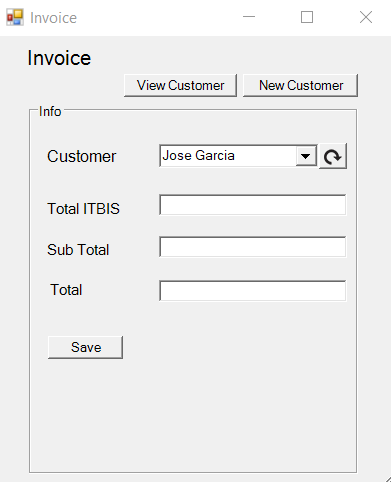 Invoice
Invoice
View Customer New Customer
Info
Customer Jose Garcia
Total ITBIS
Sub Total
Total
Save